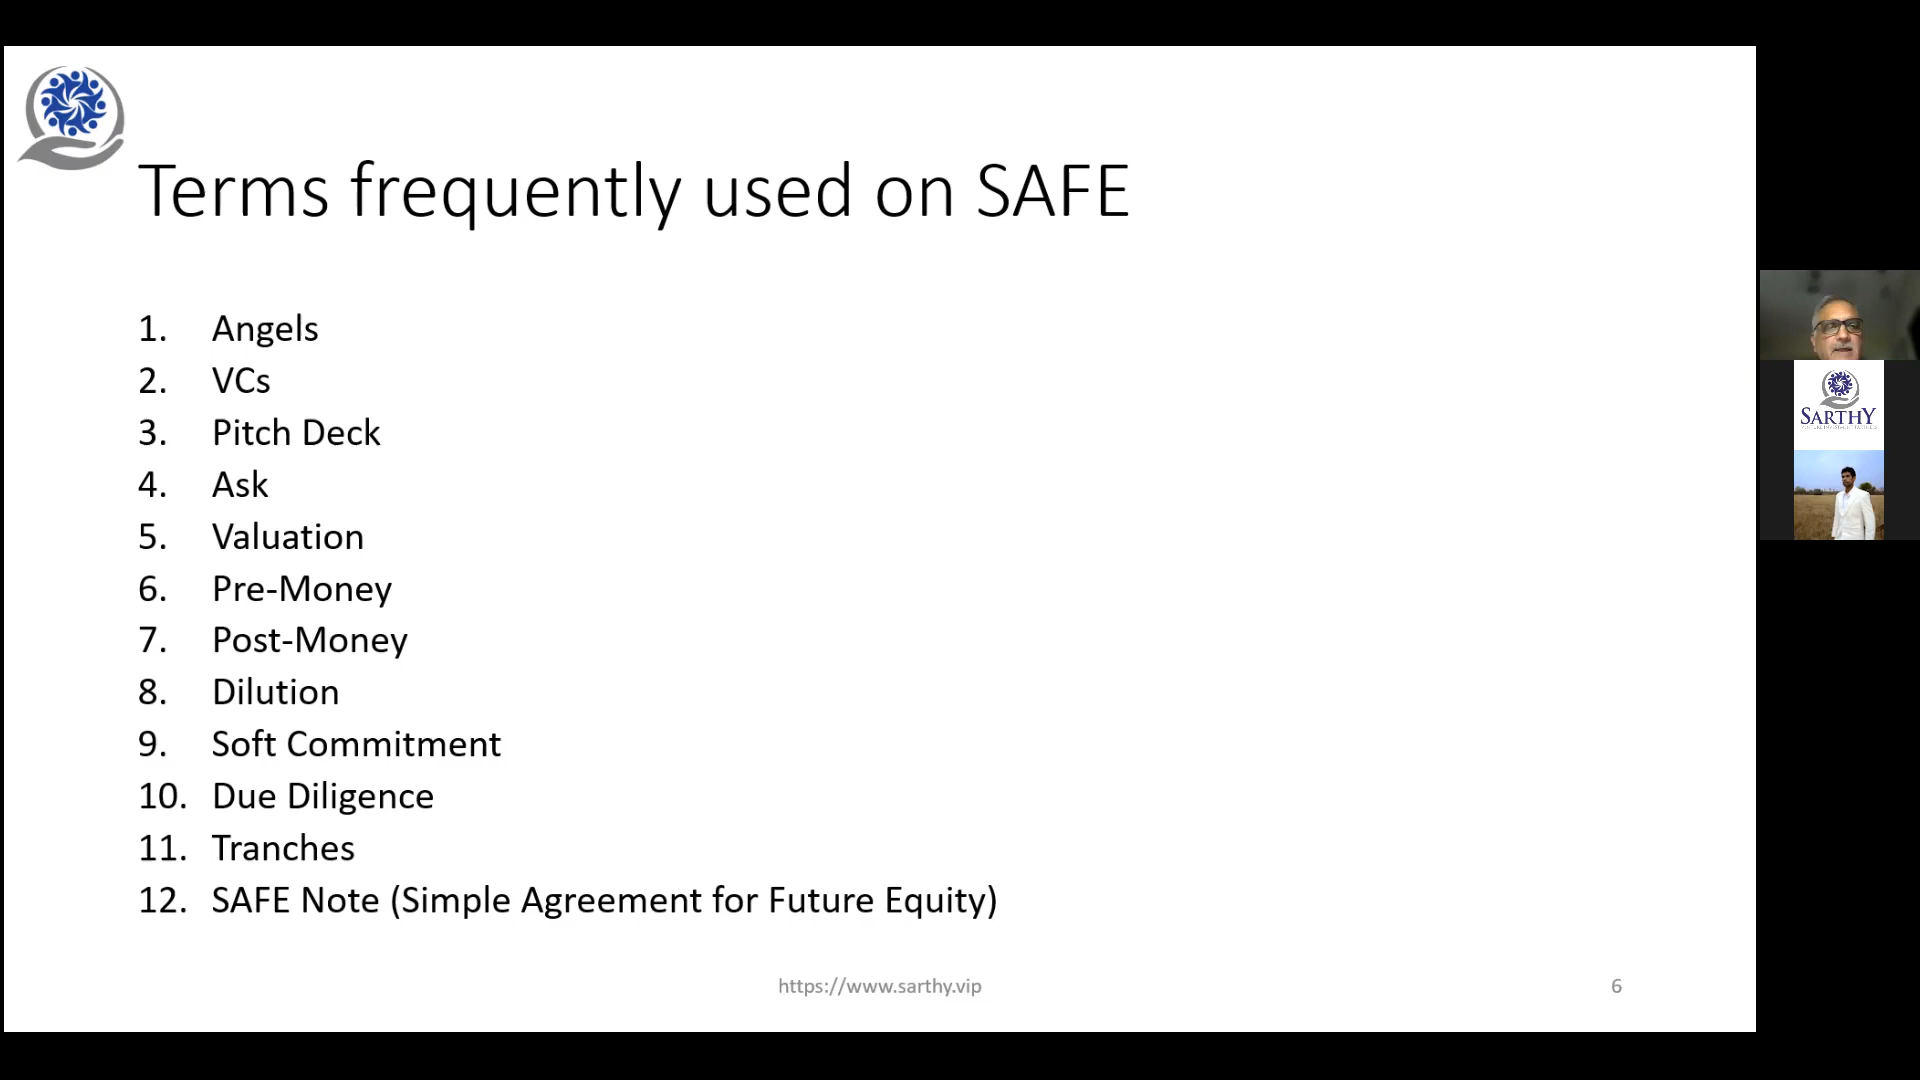 Terms frequently used on SAFE
1. Angels
2. VCs
3. Pitch Deck
4. Ask
5. Valuation
6. Pre-Money
7. Post-Money
8. Dilution
9. Soft Commitment
10. Due Diligence
11. Tranches
12. SAFE Note (Simple Agreement for Future Equity)
https://www.sarthy.vip
6
SARTHY